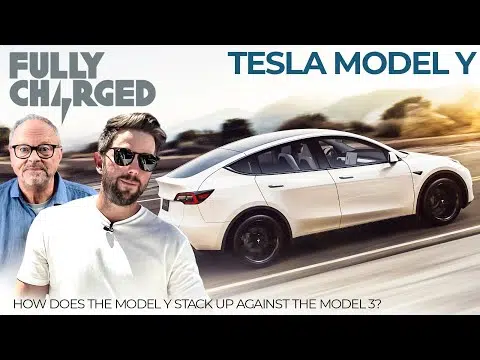 FULLY
CHARGED
TESLA MODEL Y
HOW DOES THE MODEL Y STACK UP AGAINST THE MODEL 3?